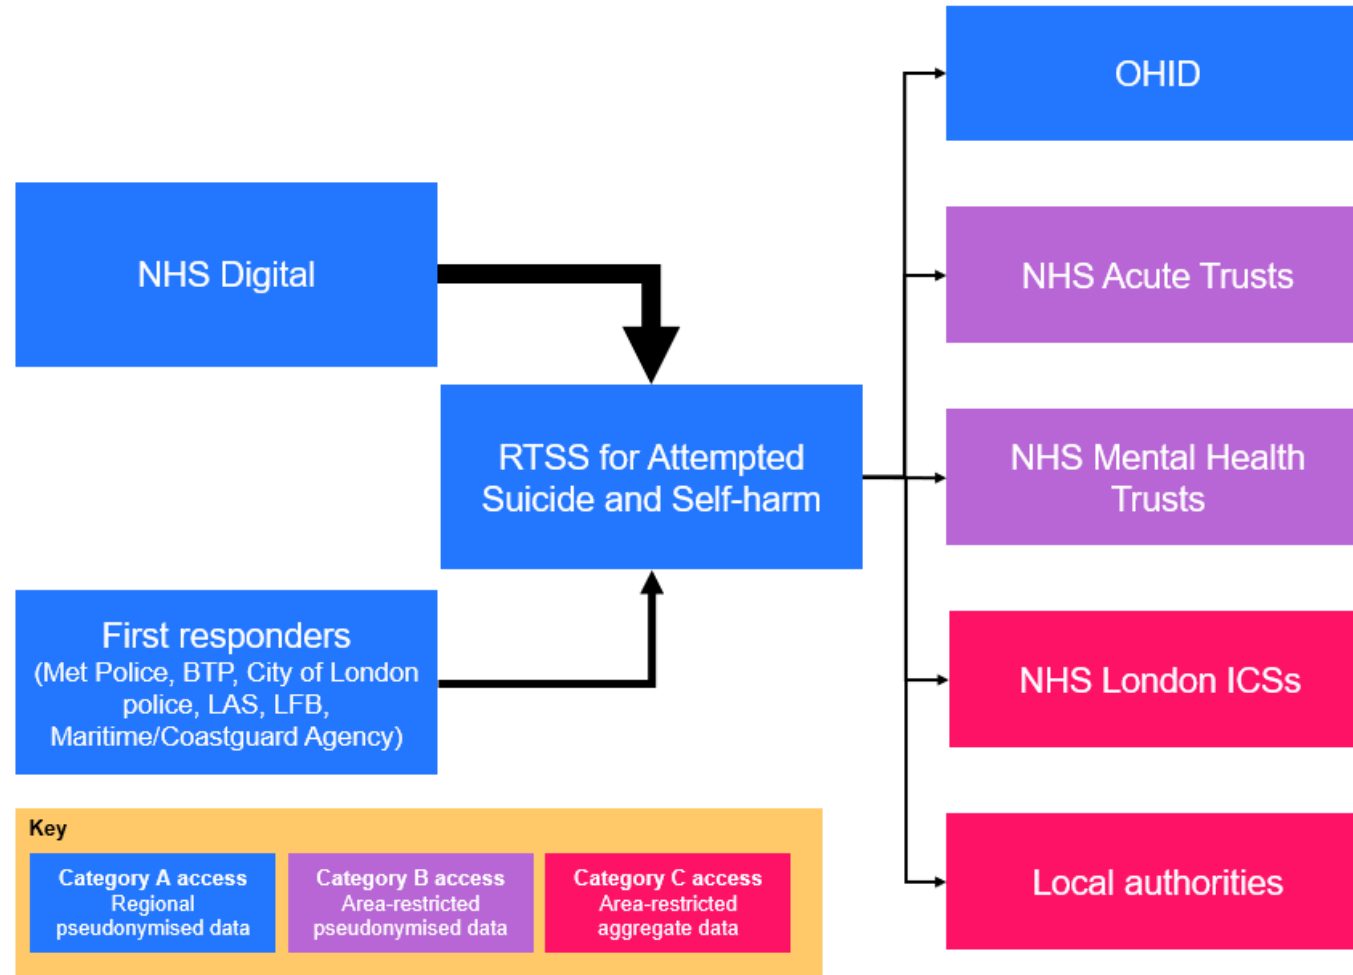 OHID
NHS Digital
NHS Acute Trusts
RTSS for Attempted
Suicide and Self-harm
NHS Mental Health
Trusts
First responders
(Met Police, BTP, City of London
police, LAS, LFB,
Maritime/Coastguard Agency)
NHS London ICSs
Local authorities
Key
Category A access
Regional
pseudonymised data
Category B access
Area-restricted
pseudonymised data
Category C access
Area-restricted
aggregate data